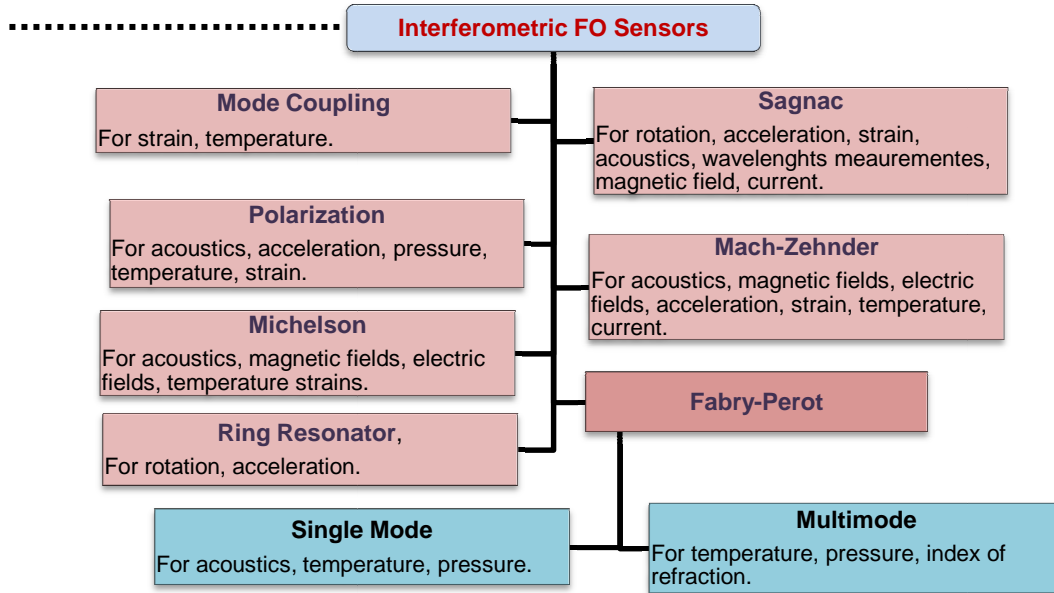 Interferometric FO Sensors
Mode Coupling
For strain, temperature.
Sagnac
For rotation, acceleration, strain,
acoustics, wavelenghts meaurementes,
magnetic field, current.
Polarization
For acoustics, acceleration, pressure,
temperature, strain.
Mach-Zehnder
For acoustics, magnetic fields, electric
fields, acceleration, strain, temperature,
current.
Michelson
For acoustics, magnetic fields, electric
fields, temperature strains.
Fabry-Perot
Ring Resonator,
For rotation, acceleration.
Single Mode
For acoustics, temperature, pressure.
Multimode
For temperature, pressure, index of
refraction.